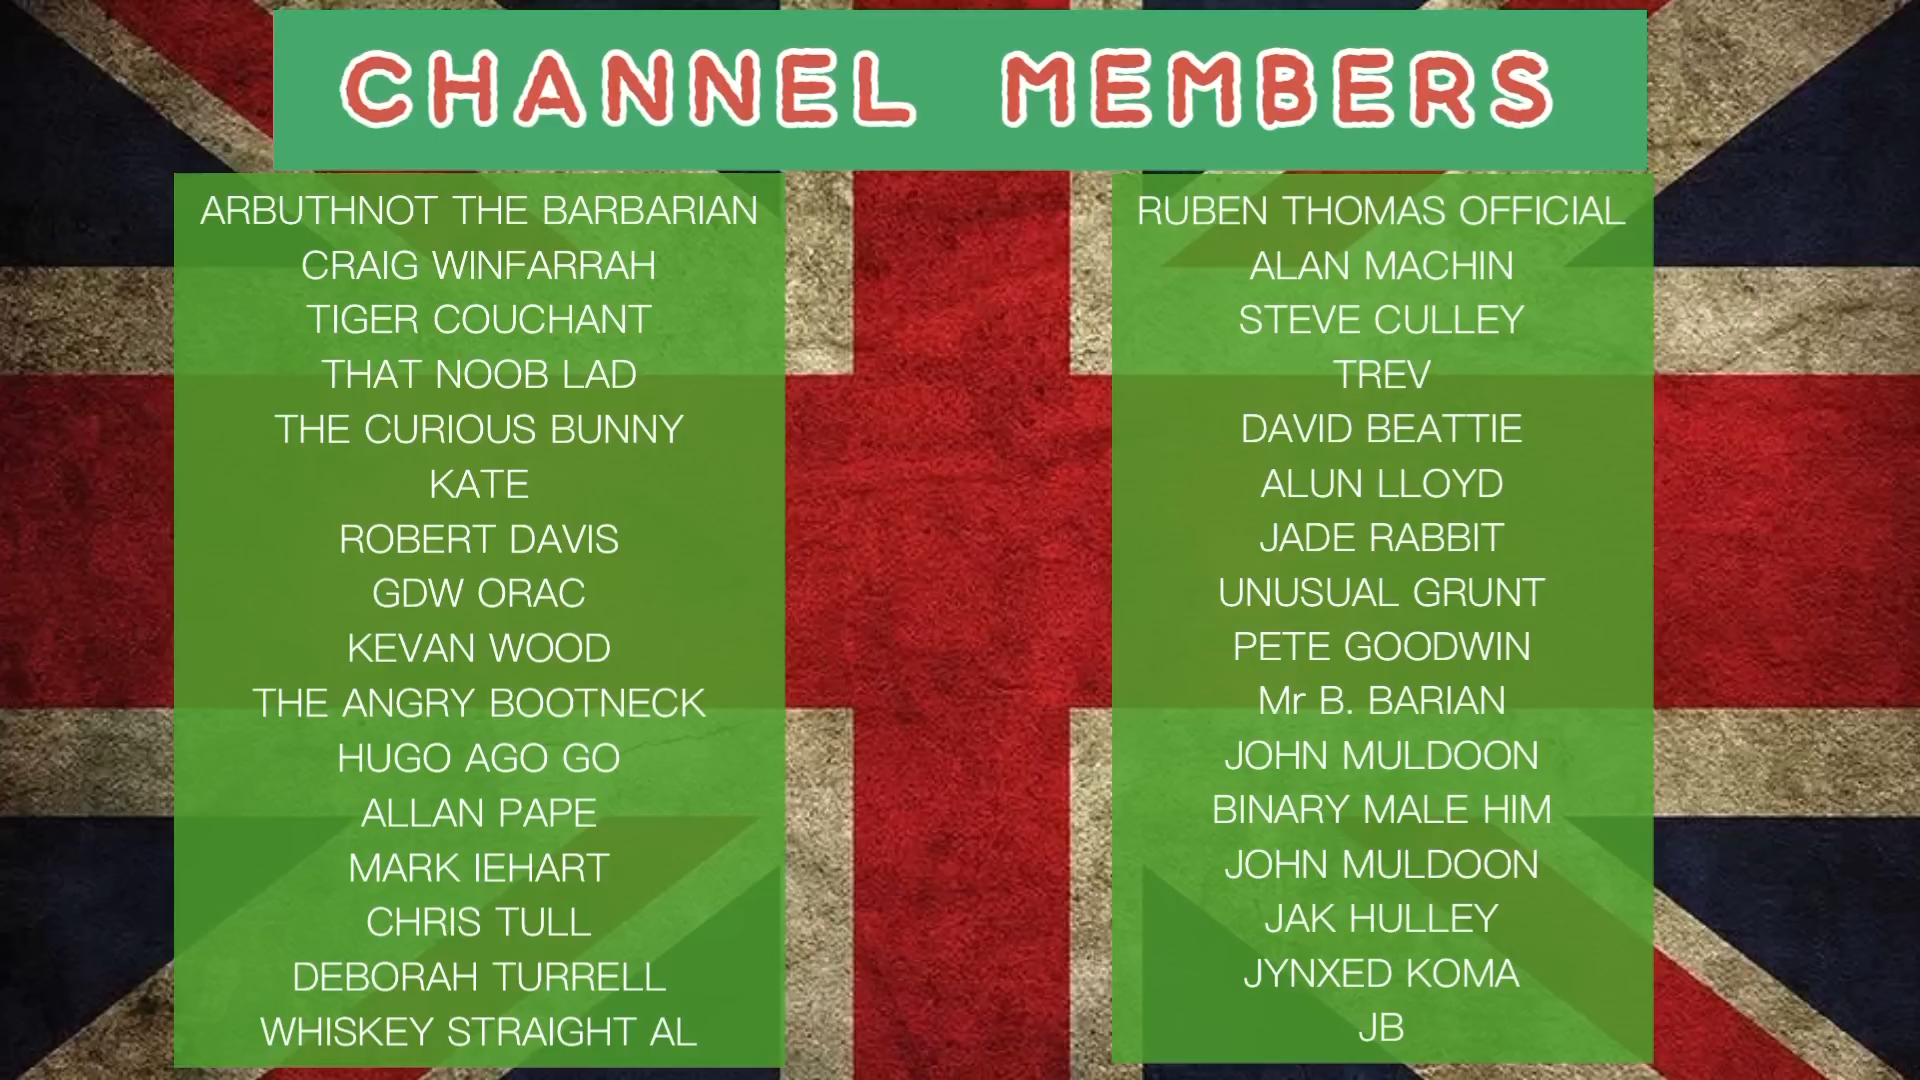 CHANNEL MEMBERS
ARBUTHNOT THE BARBARIAN
CRAIG WINFARRAH
TIGER COUCHANT
THAT NOOB LAD
THE CURIOUS BUNNY
KATE
ROBERT DAVIS
GDW ORAC
KEVAN WOOD
THE ANGRY BOOTNECK
HUGO AGO GO
ALLAN PAPE
MARK IEHART
CHRIS TULL
DEBORAH TURRELL
WHISKEY STRAIGHT AL
RUBEN THOMAS OFFICIAL
ALAN MACHIN
STEVE CULLEY
TREV
DAVID BEATTIE
ALUN LLOYD
JADE RABBIT
UNUSUAL GRUNT
PETE GOODWIN
Mr B. BARIAN
JOHN MULDOON
BINARY MALE HIM
JOHN MULDOON
JAK HULLEY
JYNXED KOMA
JB